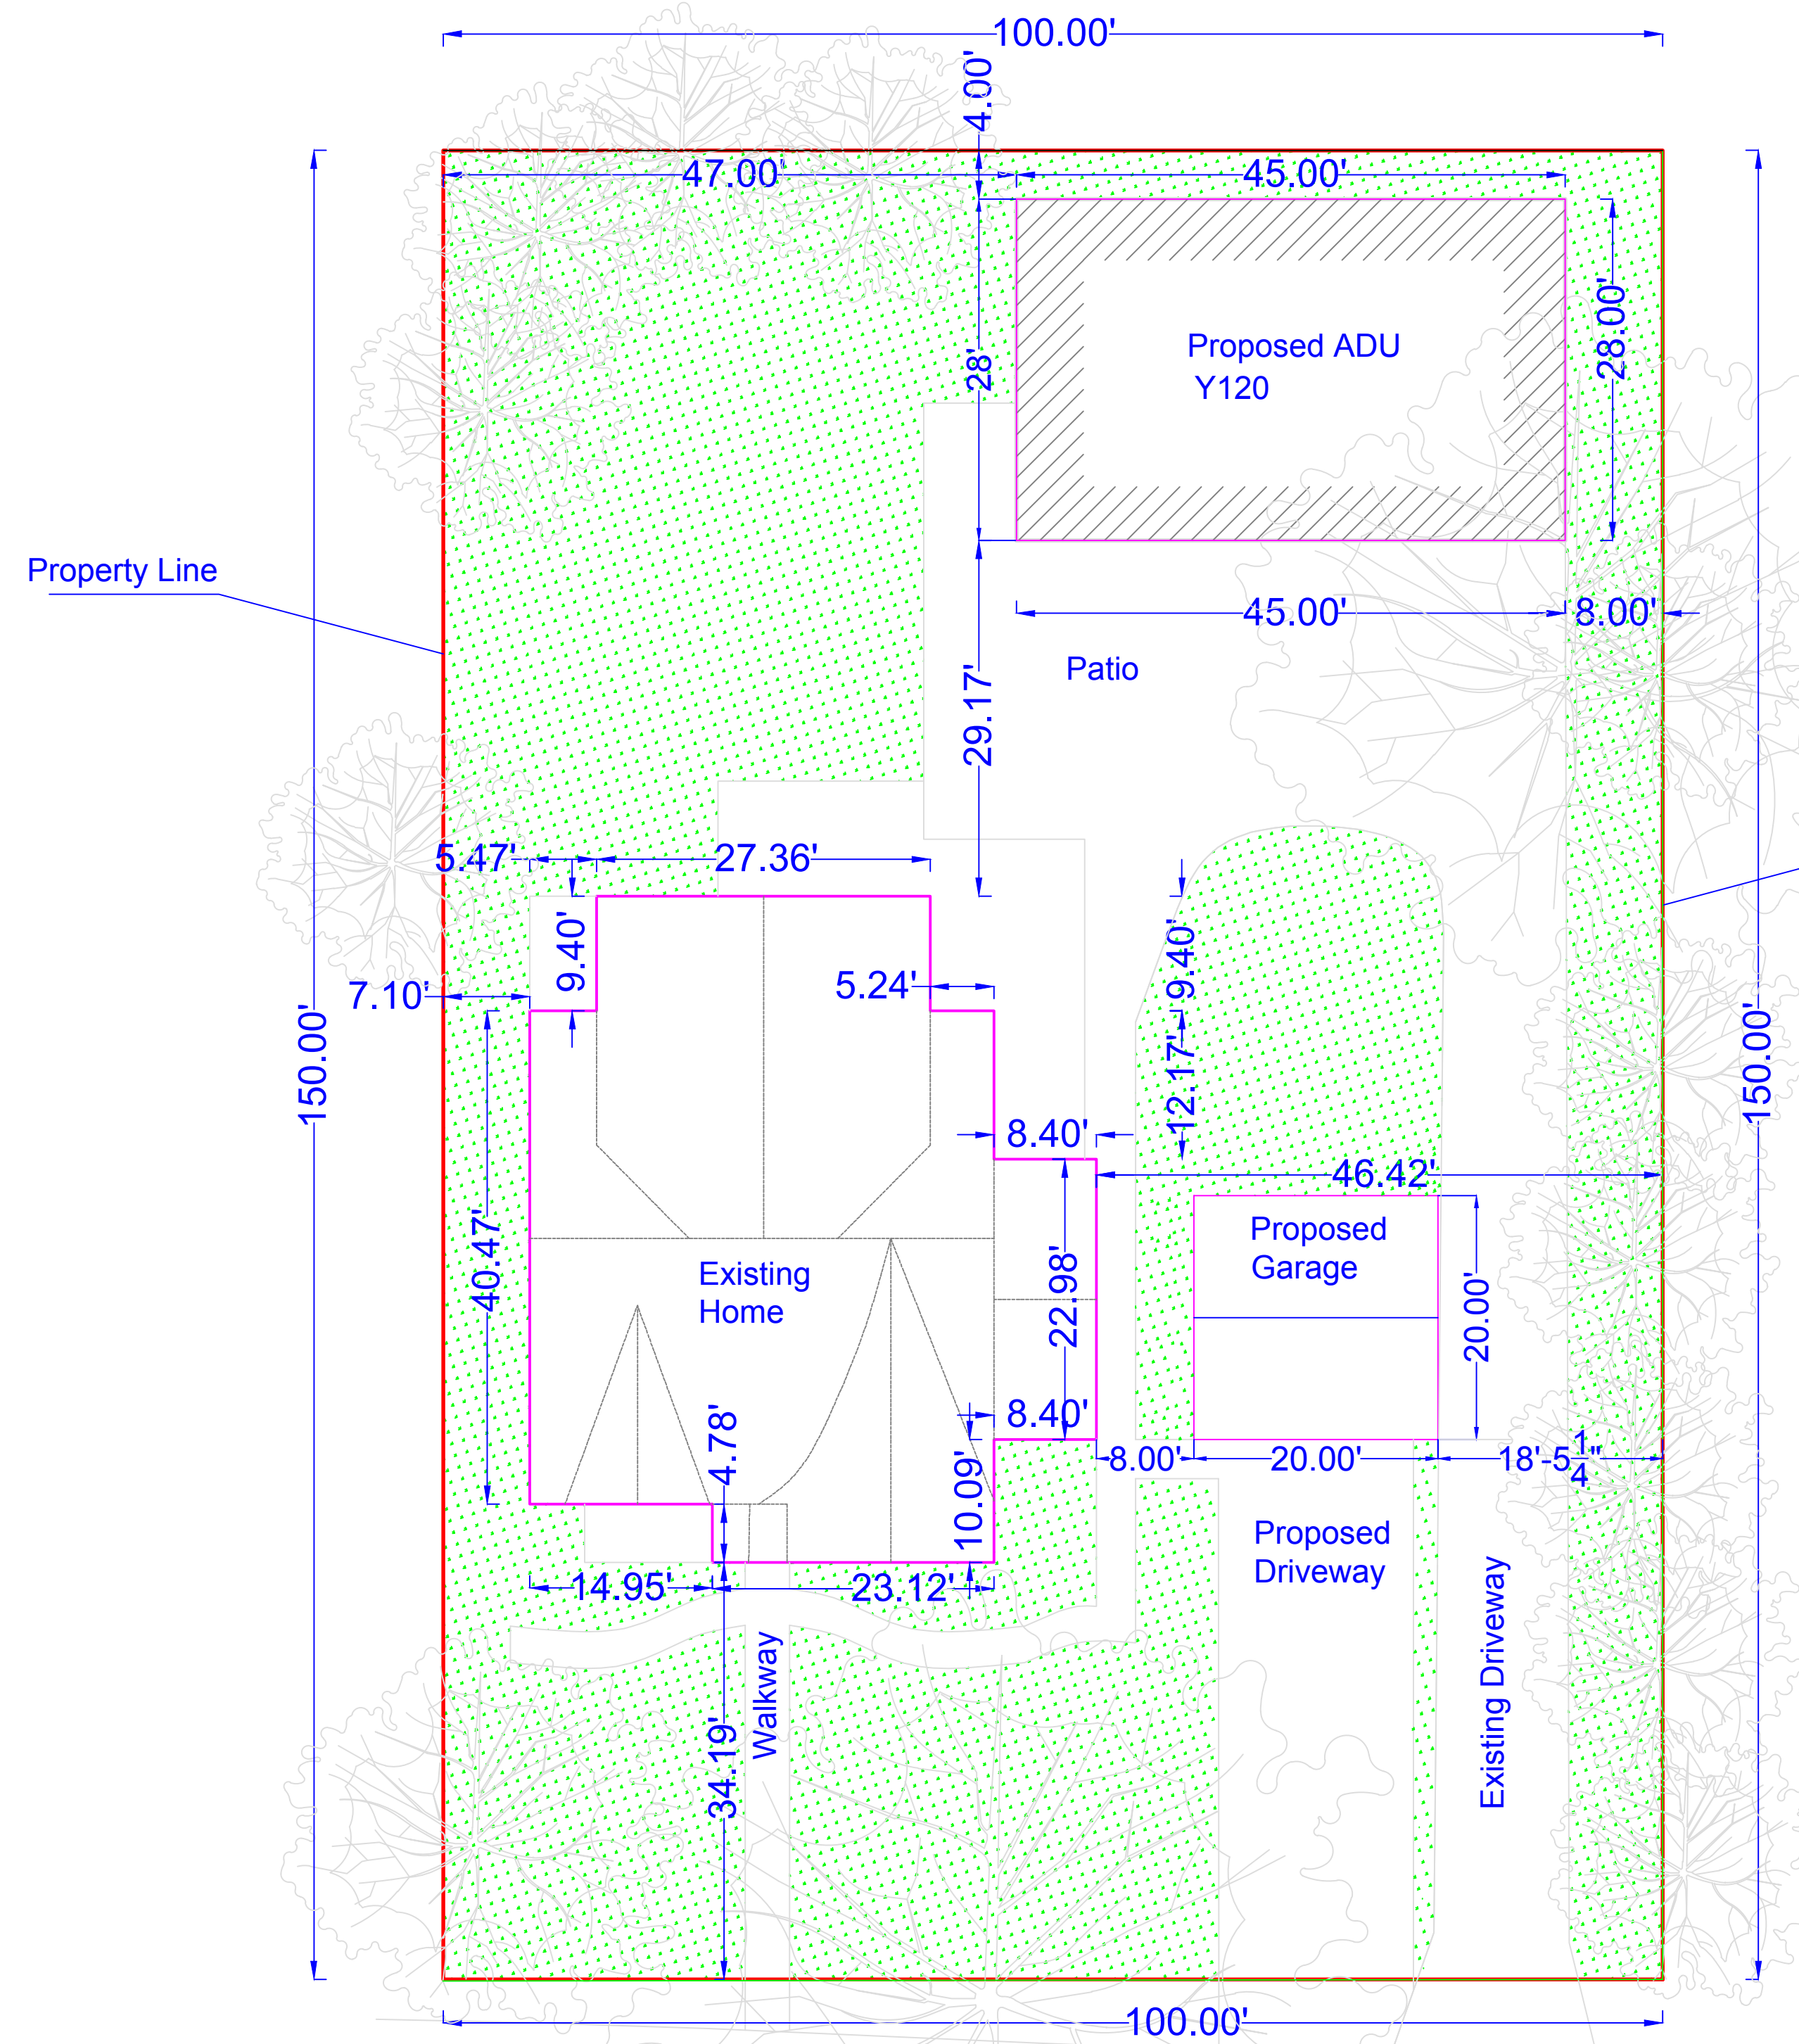 100.00'
4.00'
47.00'
45.00'
28'
28.00'
Proposed ADU
Y120
Property Line
45.00'
8.00'
Patio
29.17'
5.47'
27.36'
9.40'
9.40'
7.10'
5.24'
150.00'
150.00'
12.17'
8.40'
46.42'
40.47'
Existing
Home
22.98'
Proposed
Garage
20.00'
8.40'
4.78'
10.09'
8.00'
20.00'
18'-5 1/4"
Proposed
Driveway
14.95'
23.12'
Walkway
34.19'
Existing Driveway
100.00'